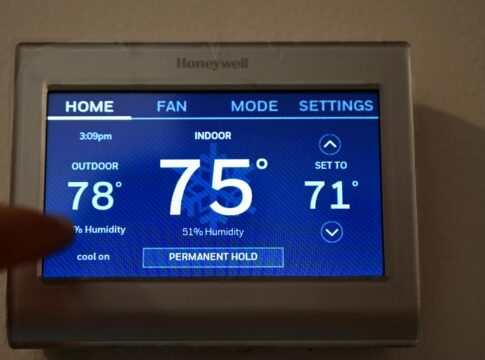 Honeywell
HOME FAN MODE SETTINGS
3:09pm
INDOOR
OUTDOOR
78°
75°
SET TO
71°
% Humidity
51% Humidity
cool on
PERMANENT HOLD